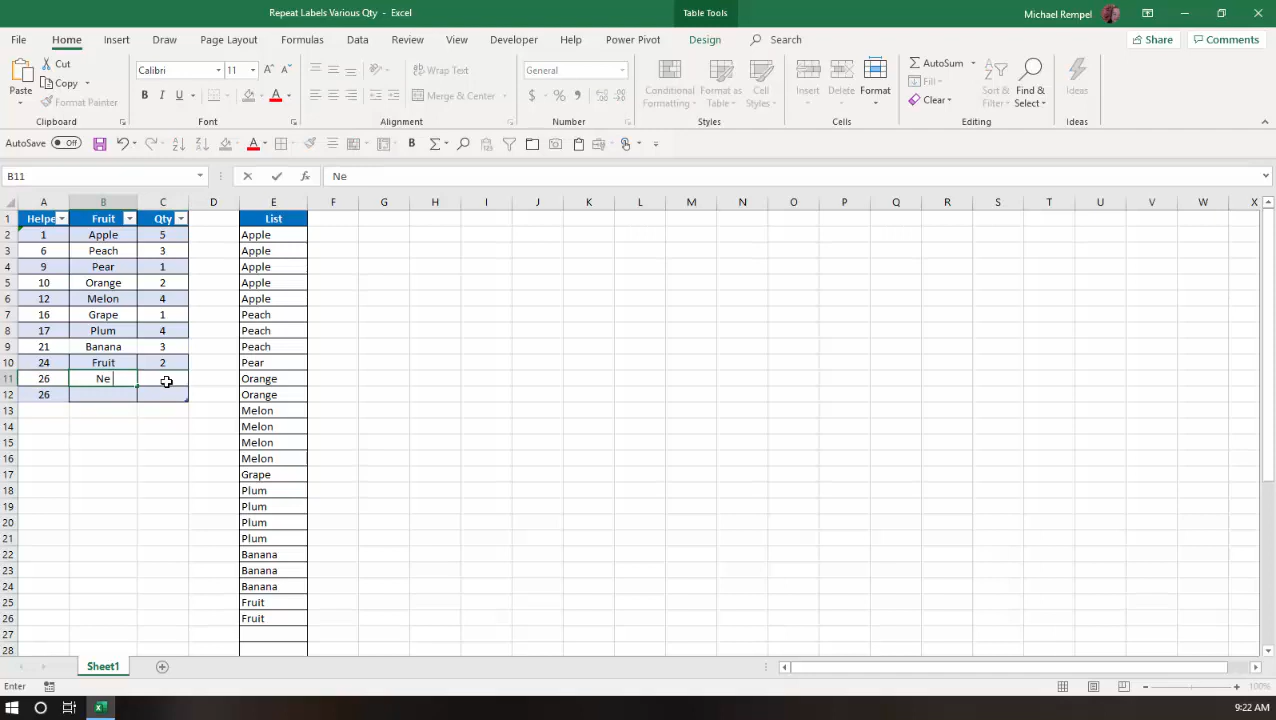 Repeat Labels Various Qty - Excel
Table Tools
Michael Rempel
File Home Insert Draw Page Layout Formulas Data Review View Developer Help Power Pivot Design Search Share Comments
Paste Cut Copy Format Painter
Clipboard
Calibri 11
B I U A
Font
Wrap Text
Merge & Center
Alignment
General
$ % ,
Number
Conditional Formatting
Format as Table
Cell Styles
Styles
Insert Delete Format
Cells
AutoSum
Fill
Clear
Sort & Filter
Find & Select
Editing
Ideas
Ideas
AutoSave Off
B11 fx Ne
A B C D E F G H I J K L M N O P Q R S T U V W X
1 Helpe Fruit Qty List
2 1 Apple 5 Apple
3 6 Peach 3 Apple
4 9 Pear 1 Apple
5 10 Orange 2 Apple
6 12 Melon 4 Apple
7 16 Grape 1 Peach
8 17 Plum 4 Peach
9 21 Banana 3 Peach
10 24 Fruit 2 Pear
11 26 Ne Orange
12 26 Orange
13 Melon
14 Melon
15 Melon
16 Melon
17 Grape
18 Plum
19 Plum
20 Plum
21 Plum
22 Banana
23 Banana
24 Banana
25 Fruit
26 Fruit
27
28
Sheet1
Enter 100%
9:22 AM